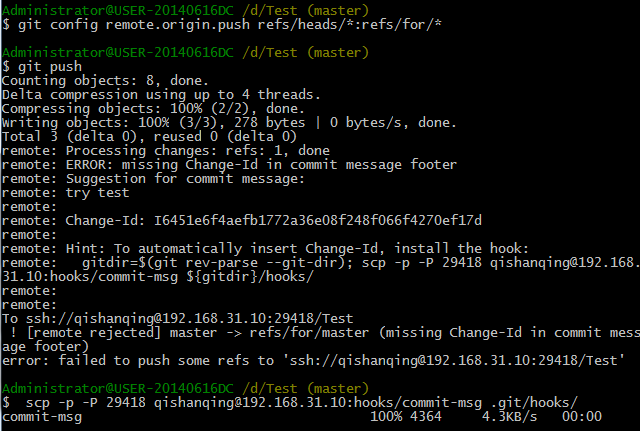 Administrator@USER-20140616DC /d/Test (master)
$ git config remote.origin.push refs/heads/*:refs/for/*
Administrator@USER-20140616DC /d/Test (master)
$ git push
Counting objects: 8, done.
Delta compression using up to 4 threads.
Compressing objects: 100% (2/2), done.
Writing objects: 100% (3/3), 278 bytes | 0 bytes/s, done.
Total 3 (delta 0), reused 0 (delta 0)
remote: Processing changes: refs: 1, done
remote: ERROR: missing Change-Id in commit message footer
remote: Suggestion for commit message:
remote: try test
remote:
remote: Change-Id: I6451e6f4aefb1772a36e08f248f066f4270ef17d
remote:
remote: Hint: To automatically insert Change-Id, install the hook:
remote:   gitdir=$(git rev-parse --git-dir); scp -p -P 29418 qishanqing@192.168.
31.10:hooks/commit-msg ${gitdir}/hooks/
remote:
remote:
To ssh://qishanqing@192.168.31.10:29418/Test
 ! [remote rejected] master -> refs/for/master (missing Change-Id in commit mess
age footer)
error: failed to push some refs to 'ssh://qishanqing@192.168.31.10:29418/Test'
Administrator@USER-20140616DC /d/Test (master)
$  scp -p -P 29418 qishanqing@192.168.31.10:hooks/commit-msg .git/hooks/
commit-msg                                    100% 4364     4.3KB/s   00:00